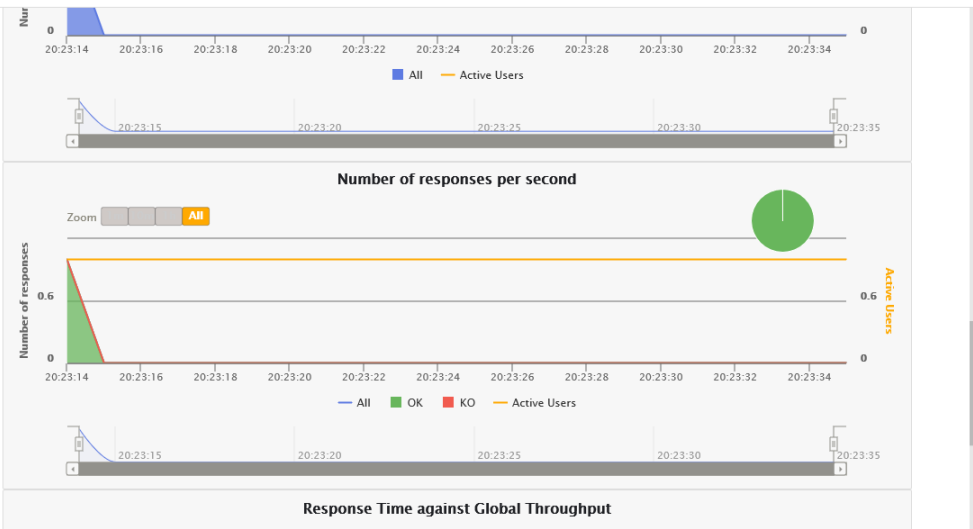 Nu
0 0
20:23:14 20:23:16 20:23:18 20:23:20 20:23:22 20:23:24 20:23:26 20:23:28 20:23:30 20:23:32 20:23:34
All Active Users
20:23:15 20:23:20 20:23:25 20:23:30 20:23:35
Number of responses per second
Zoom All
Number of responses
Active Users
0.6 0.6
0 0
20:23:14 20:23:16 20:23:18 20:23:20 20:23:22 20:23:24 20:23:26 20:23:28 20:23:30 20:23:32 20:23:34
All OK KO Active Users
20:23:15 20:23:20 20:23:25 20:23:30 20:23:35
Response Time against Global Throughput